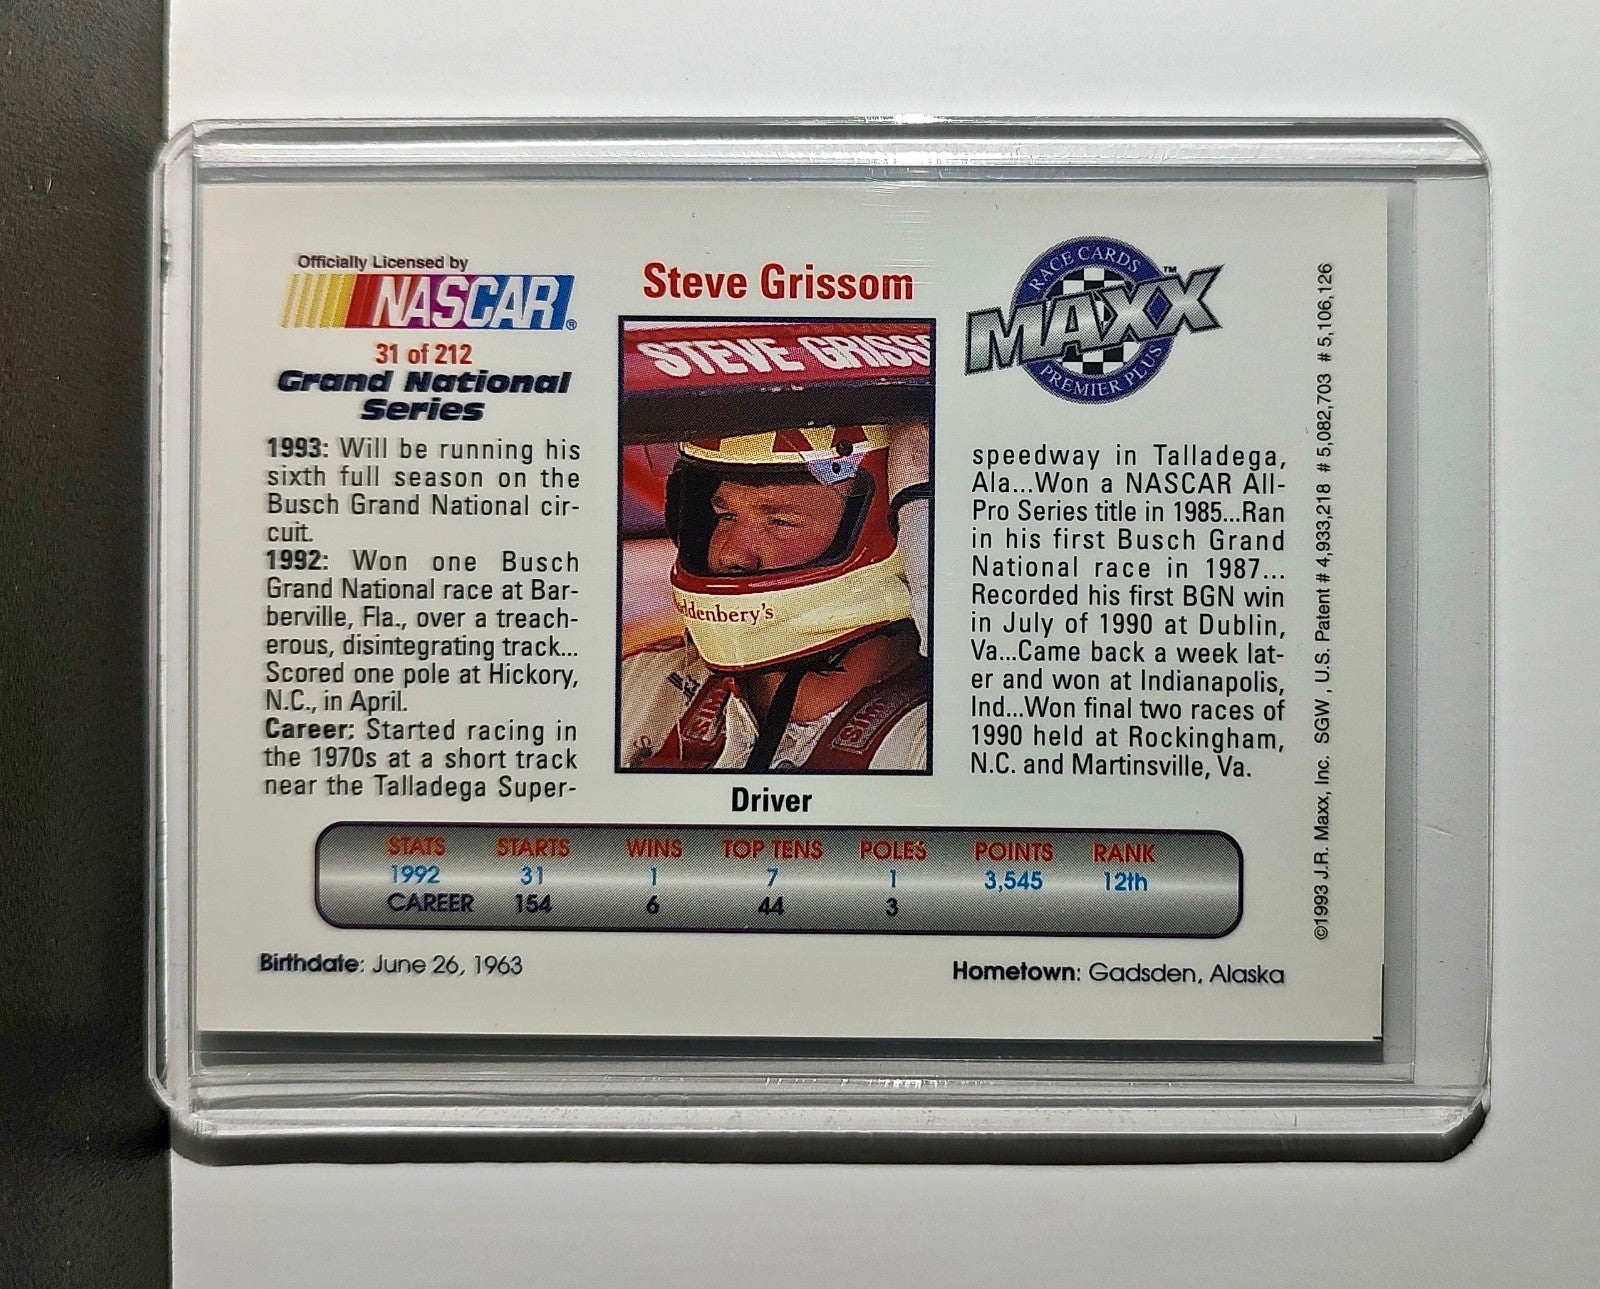 Officially Licensed by
NASCAR®
31 of 212
Grand National
Series
1993: Will be running his
sixth full season on the
Busch Grand National cir-
cuit.
1992: Won one Busch
Grand National race at Bar-
berville, Fla., over a treach-
erous, disintegrating track...
Scored one pole at Hickory,
N.C., in April.
Career: Started racing in
the 1970s at a short track
near the Talladega Super-
Steve Grissom
STEVE GRISS
ddenbery's
Driver
RACE CARDS
MAXX™
PREMIER PLUS
speedway in Talladega,
Ala...Won a NASCAR All-
Pro Series title in 1985...Ran
in his first Busch Grand
National race in 1987...
Recorded his first BGN win
in July of 1990 at Dublin,
Va...Came back a week lat-
er and won at Indianapolis,
Ind...Won final two races of
1990 held at Rockingham,
N.C. and Martinsville, Va.
STATS STARTS WINS TOP TENS POLES POINTS RANK
1992 31 1 7 1 3,545 12th
CAREER 154 6 44 3
Birthdate: June 26, 1963
Hometown: Gadsden, Alaska
©1993 J.R. Maxx, Inc. SGW, U.S. Patent # 4,933,218 # 5,082,703 # 5,106,126